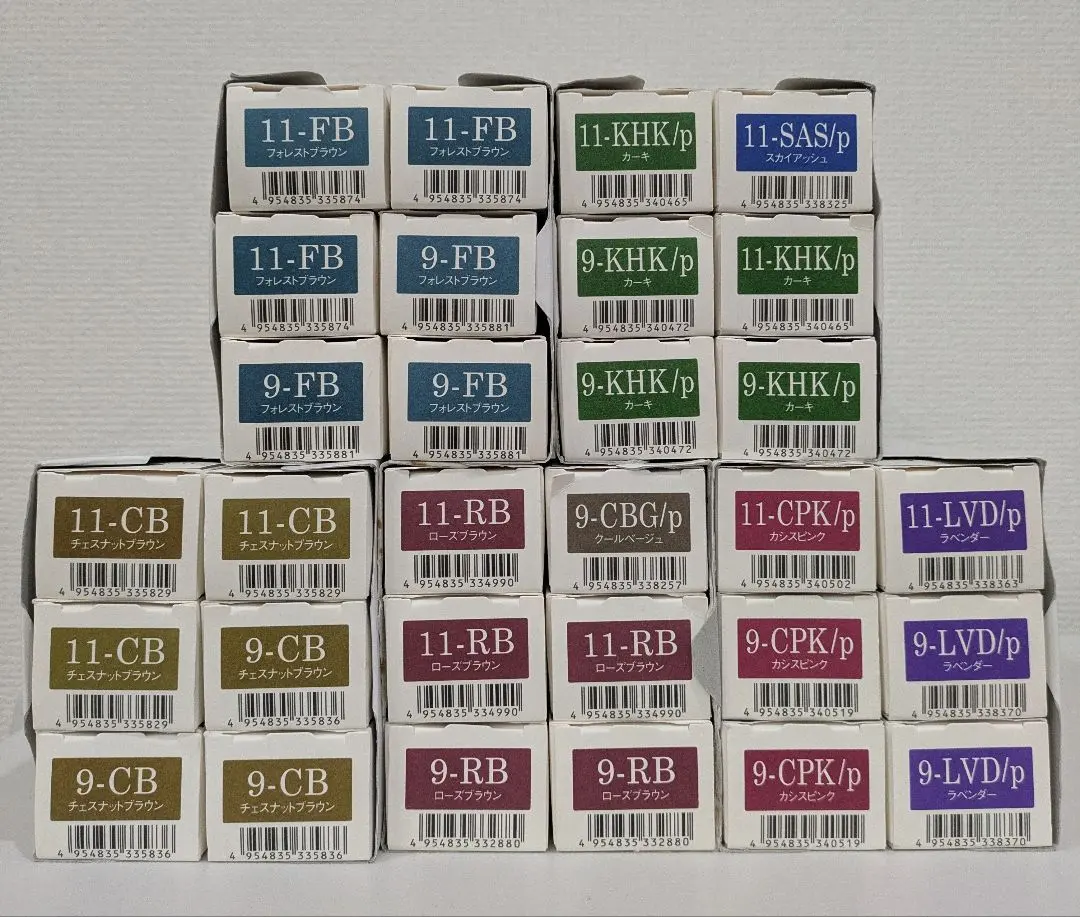 11-FB
フォレストブラウン
4 954835 335874
11-FB
フォレストブラウン
4 954835 335874
11-KHK/p
カーキ
4 954835 340465
11-SAS/p
スカイアッシュ
4 954835 338325
11-FB
フォレストブラウン
4 954835 335874
9-FB
フォレストブラウン
4 954835 335881
9-KHK/p
カーキ
4 954835 340472
11-KHK/p
カーキ
4 954835 340465
9-FB
フォレストブラウン
4 954835 335881
9-FB
フォレストブラウン
4 954835 335881
9-KHK/p
カーキ
4 954835 340472
9-KHK/p
カーキ
4 954835 340472
11-CB
チェスナットブラウン
4 954835 335829
11-CB
チェスナットブラウン
4 954835 335829
11-RB
ローズブラウン
4 954835 334990
9-CBG/p
クールベージュ
4 954835 338257
11-CPK/p
カシスピンク
4 954835 340502
11-LVD/p
ラベンダー
4 954835 338363
11-CB
チェスナットブラウン
4 954835 335829
9-CB
チェスナットブラウン
4 954835 335836
11-RB
ローズブラウン
4 954835 334990
11-RB
ローズブラウン
4 954835 334990
9-CPK/p
カシスピンク
4 954835 340519
9-LVD/p
ラベンダー
4 954835 338370
9-CB
チェスナットブラウン
4 954835 335836
9-CB
チェスナットブラウン
4 954835 335836
9-RB
ローズブラウン
4 954835 332880
9-RB
ローズブラウン
4 954835 332880
9-CPK/p
カシスピンク
4 954835 340519
9-LVD/p
ラベンダー
4 954835 338370